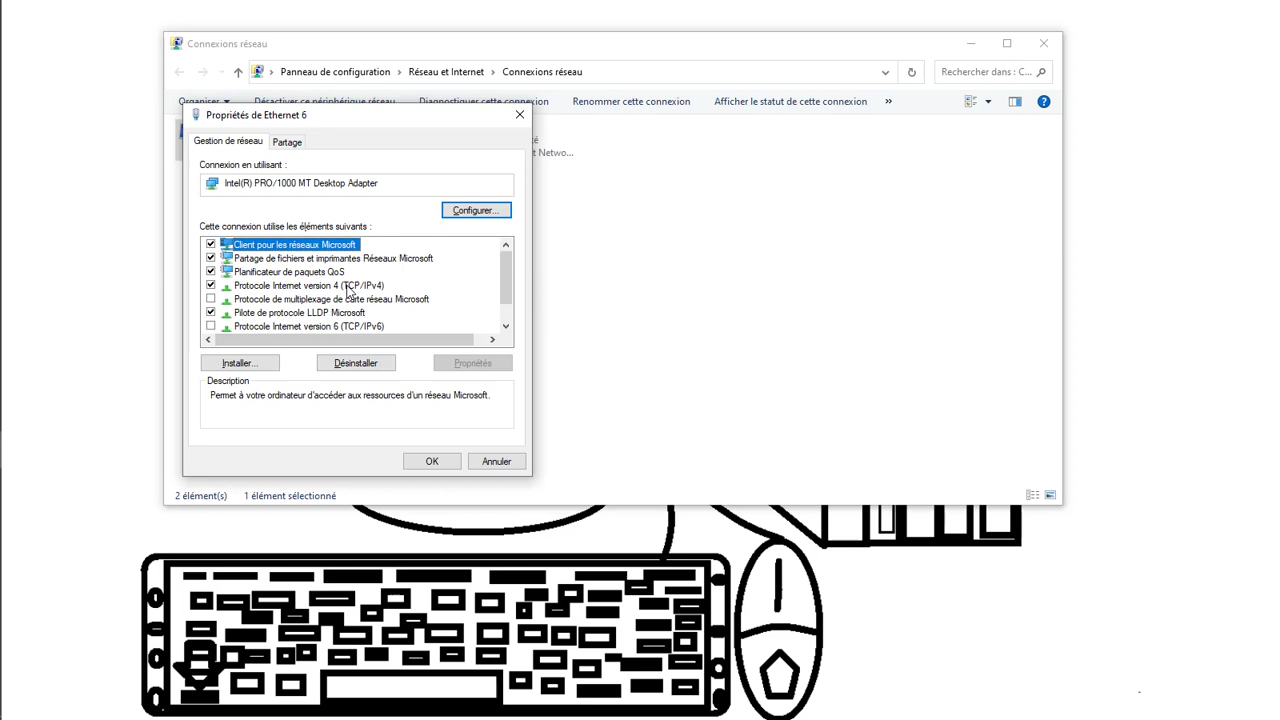 Connexions réseau
Panneau de configuration > Réseau et Internet > Connexions réseau
Rechercher dans : C...
Organiser
Désactiver ce périphérique réseau
Diagnostiquer cette connexion
Renommer cette connexion
Afficher le statut de cette connexion
»
Propriétés de Ethernet 6
Gestion de réseau
Partage
té
t Netwo...
Connexion en utilisant :
Intel(R) PRO/1000 MT Desktop Adapter
Configurer...
Cette connexion utilise les éléments suivants :
Client pour les réseaux Microsoft
Partage de fichiers et imprimantes Réseaux Microsoft
Planificateur de paquets QoS
Protocole Internet version 4 (TCP/IPv4)
Protocole de multiplexage de carte réseau Microsoft
Pilote de protocole LLDP Microsoft
Protocole Internet version 6 (TCP/IPv6)
Installer...
Désinstaller
Propriétés
Description
Permet à votre ordinateur d'accéder aux ressources d'un réseau Microsoft.
OK
Annuler
2 élément(s)
1 élément sélectionné